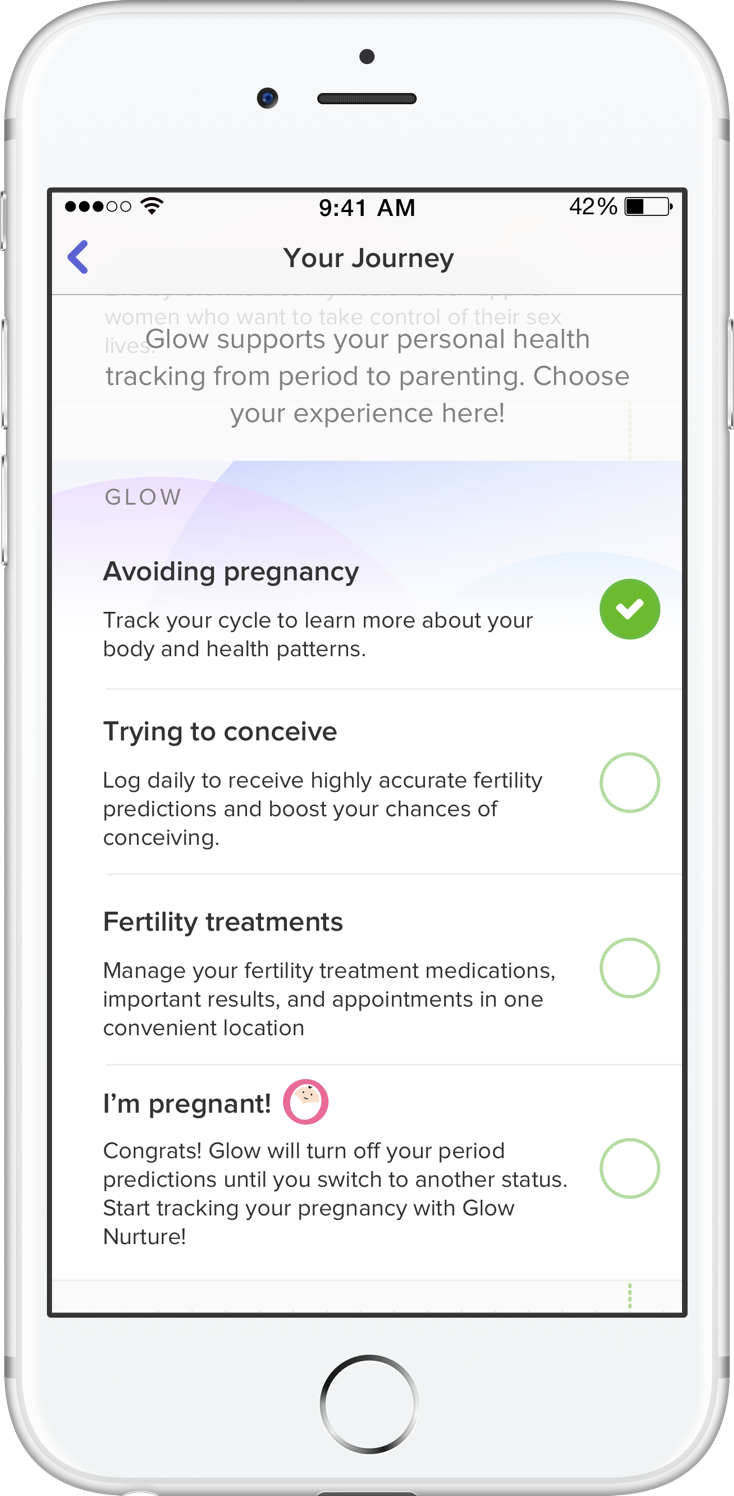 9:41 AM
42%
Your Journey
women who want to take control of their sex
lives.
Glow supports your personal health
tracking from period to parenting. Choose
your experience here!
GLOW
Avoiding pregnancy
Track your cycle to learn more about your
body and health patterns.
Trying to conceive
Log daily to receive highly accurate fertility
predictions and boost your chances of
conceiving.
Fertility treatments
Manage your fertility treatment medications,
important results, and appointments in one
convenient location
I'm pregnant!
Congrats! Glow will turn off your period
predictions until you switch to another status.
Start tracking your pregnancy with Glow
Nurture!